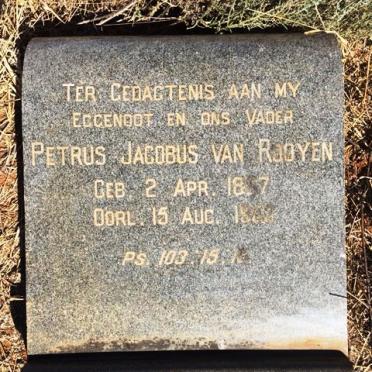 TER GEDAGTENIS AAN MY
EGGENOOT EN ONS VADER
PETRUS JACOBUS VAN ROOYEN
GEB. 2 APR.
OORL. 15 AUG.
PS. 103. 15.